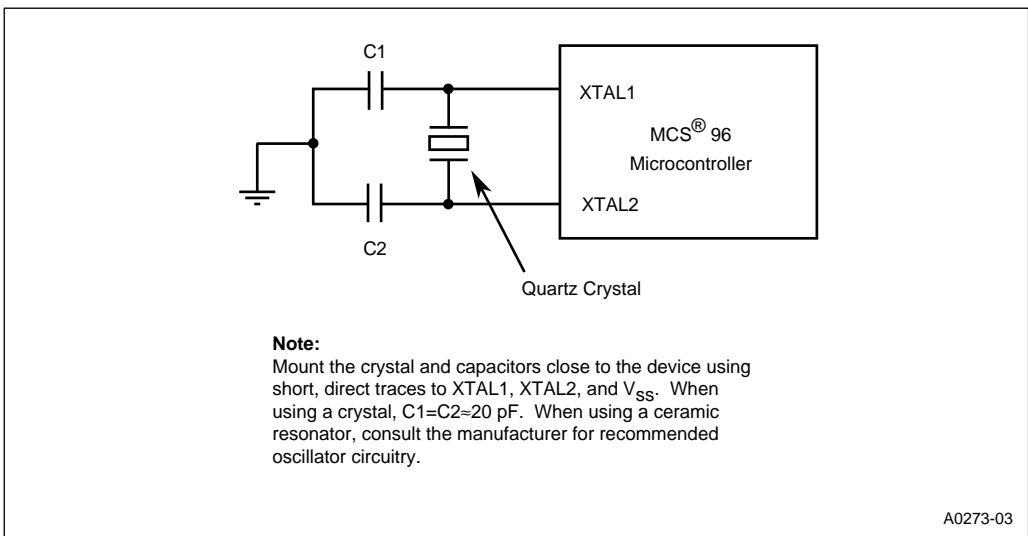 C1
XTAL1
MCS® 96
Microcontroller
XTAL2
C2
Quartz Crystal
Note:
Mount the crystal and capacitors close to the device using
short, direct traces to XTAL1, XTAL2, and VSS. When
using a crystal, C1=C2≈20 pF. When using a ceramic
resonator, consult the manufacturer for recommended
oscillator circuitry.
A0273-03